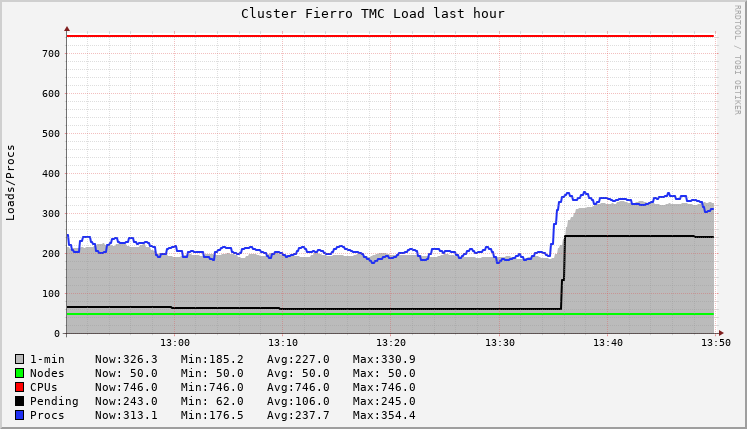 Cluster Fierro TMC Load last hour
RRDTOOL / TOBI OETIKER
Loads/Procs
700
600
500
400
300
200
100
0
13:00 13:10 13:20 13:30 13:40 13:50
1-min Now:326.3 Min:185.2 Avg:227.0 Max:330.9
Nodes Now: 50.0 Min: 50.0 Avg: 50.0 Max: 50.0
CPUs Now:746.0 Min:746.0 Avg:746.0 Max:746.0
Pending Now:243.0 Min: 62.0 Avg:106.0 Max:245.0
Procs Now:313.1 Min:176.5 Avg:237.7 Max:354.4